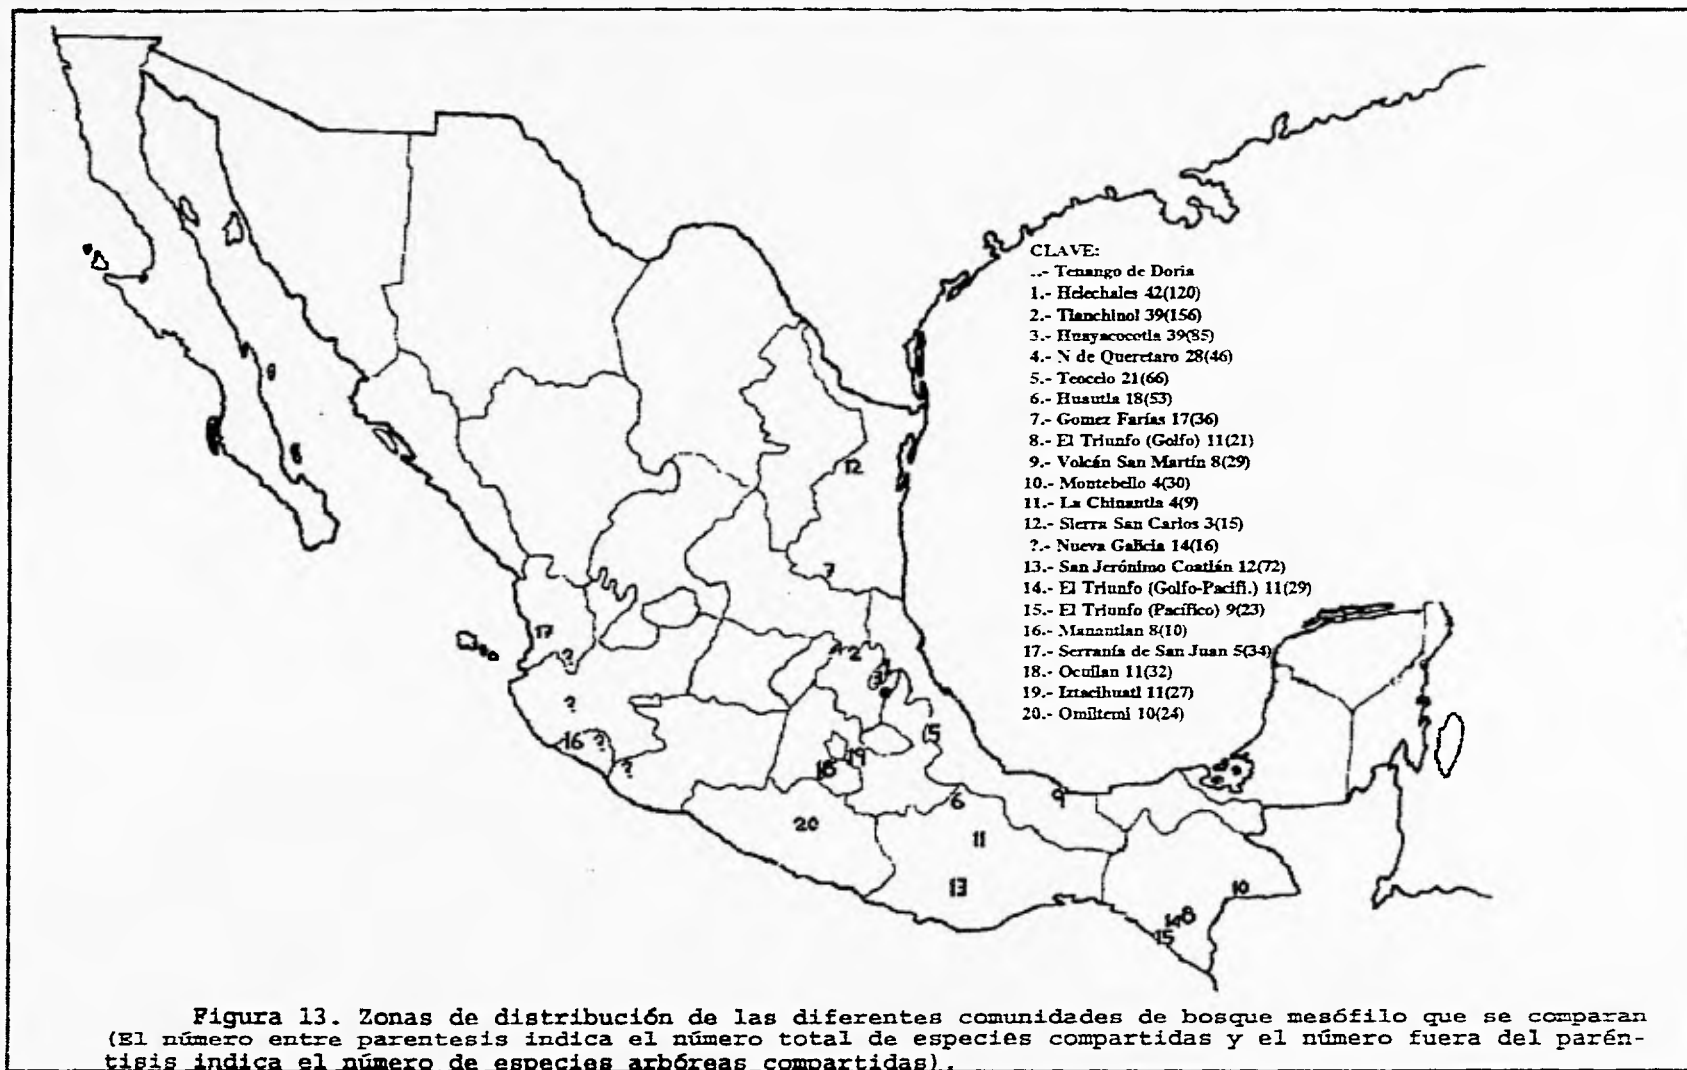 CLAVE:
..- Tenango de Doria
1.- Helechales 42(120)
2.- Tlanchinol 39(156)
3.- Huayacocotla 39(85)
4.- N de Queretaro 28(46)
5.- Teocelo 21(66)
6.- Huautla 18(53)
7.- Gomez Farías 17(36)
8.- El Triunfo (Golfo) 11(21)
9.- Volcán San Martín 8(29)
10.- Montebello 4(30)
11.- La Chinantla 4(9)
12.- Sierra San Carlos 3(15)
?.- Nueva Galicia 14(16)
13.- San Jerónimo Coatlán 12(72)
14.- El Triunfo (Golfo-Pacifi.) 11(29)
15.- El Triunfo (Pacífico) 9(23)
16.- Manantlan 8(10)
17.- Serranía de San Juan 5(34)
18.- Ocuilan 11(32)
19.- Iztacihuatl 11(27)
20.- Omiltemi 10(24)
12
7
17
?
4
2
3
?
16
?
?
5
18
19
6
9
20
11
13
10
14
8
15
Figura 13. Zonas de distribución de las diferentes comunidades de bosque mesófilo que se comparan
(El número entre parentesis indica el número total de especies compartidas y el número fuera del parén-
tisis indica el número de especies arbóreas compartidas).